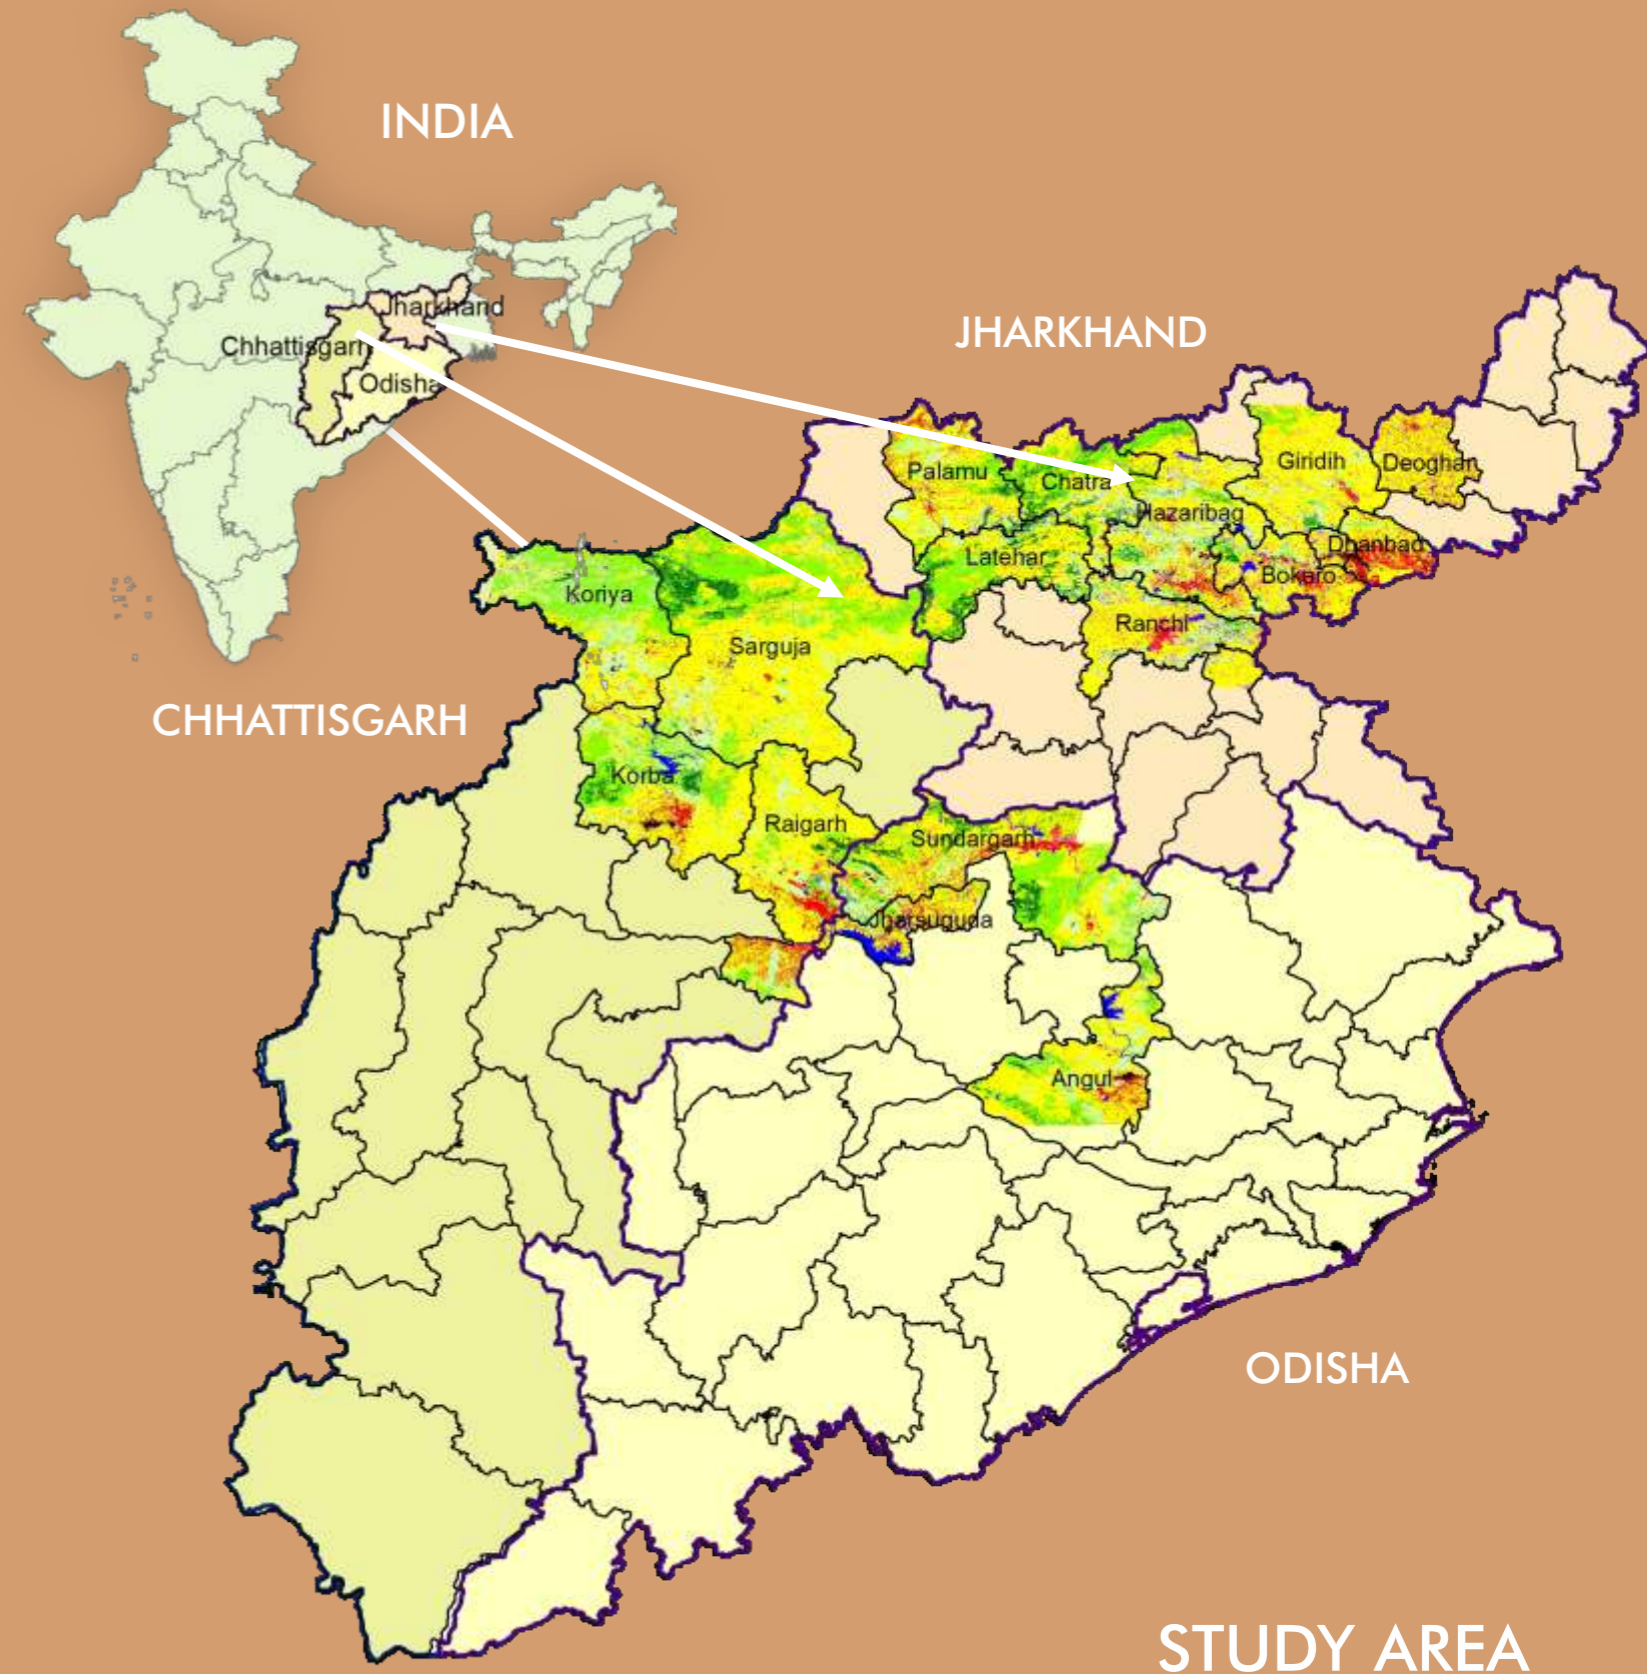 INDIA
Jharkhand
Chhattisgarh
Odisha
JHARKHAND
Palamu
Chatra
Giridih
Deoghar
Hazaribag
Latehar
Dhanbad
Bokaro
Koriya
Ranchi
Sarguja
CHHATTISGARH
Korba
Raigarh
Sundargarh
Jharsuguda
Angul
ODISHA
STUDY AREA